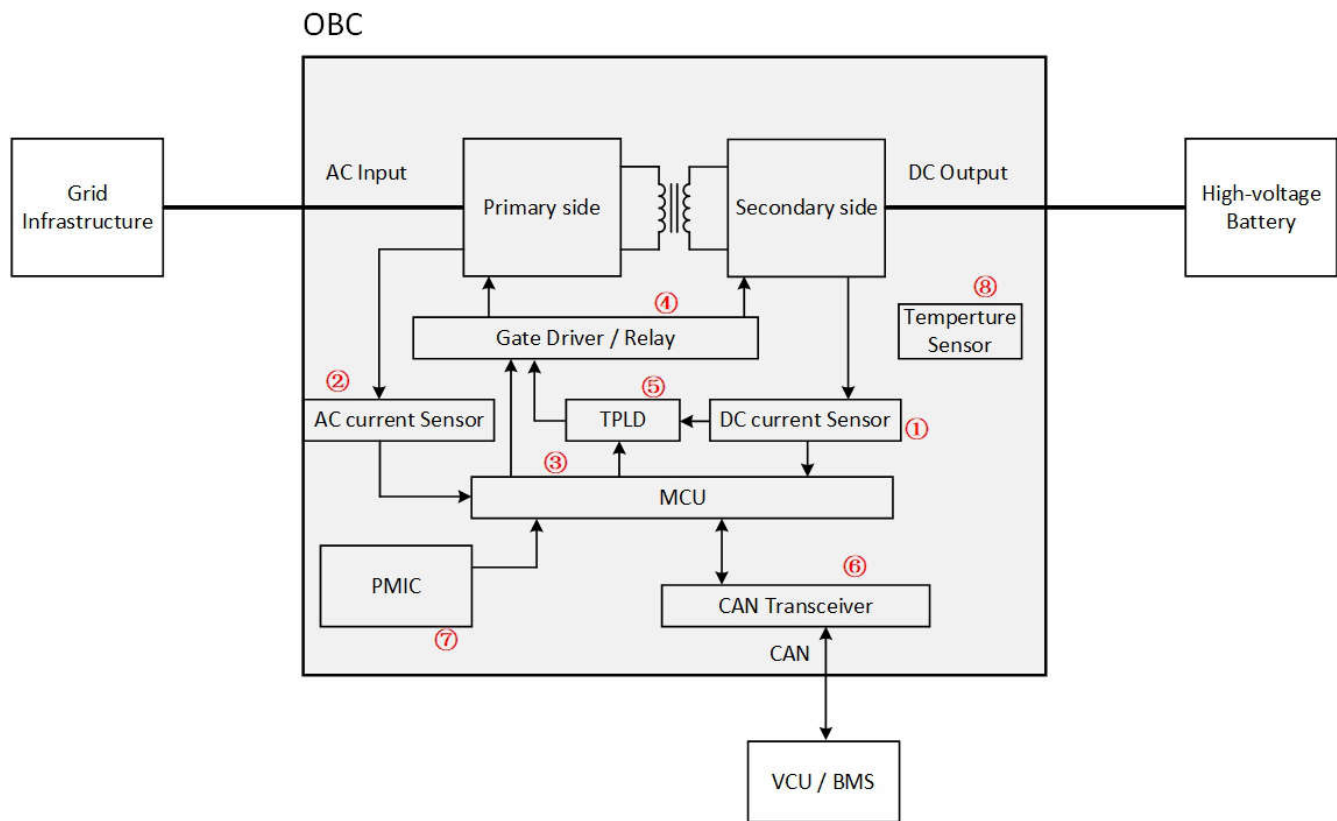 OBC
Grid
Infrastructure
AC Input
Primary side
Secondary side
DC Output
High-voltage
Battery
④
Gate Driver / Relay
⑧
Temperture
Sensor
②
AC current Sensor
⑤
TPLD
DC current Sensor
①
③
MCU
PMIC
⑦
⑥
CAN Transceiver
CAN
VCU / BMS